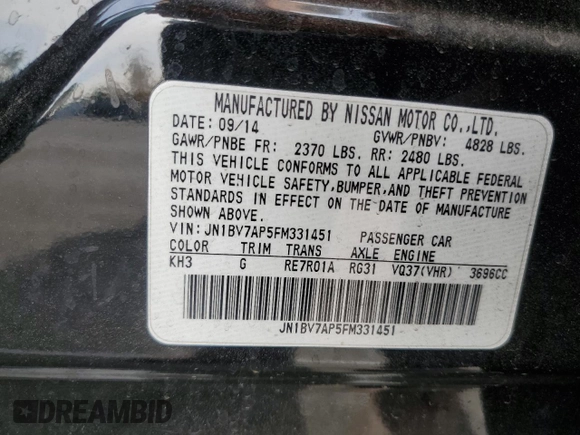 MANUFACTURED BY NISSAN MOTOR CO.,LTD.
DATE: 09/14 GVWR/PNBV: 4828 LBS.
GAWR/PNBE FR: 2370 LBS. RR: 2480 LBS.
THIS VEHICLE CONFORMS TO ALL APPLICABLE FEDERAL
MOTOR VEHICLE SAFETY,BUMPER,AND THEFT PREVENTION
STANDARDS IN EFFECT ON THE DATE OF MANUFACTURE
SHOWN ABOVE.
VIN: JN1BV7AP5FM331451 PASSENGER CAR
COLOR TRIM TRANS AXLE ENGINE
KH3 G RE7R01A RG31 VQ37(VHR) 3696CC
JN1BV7AP5FM331451
DREAMBID